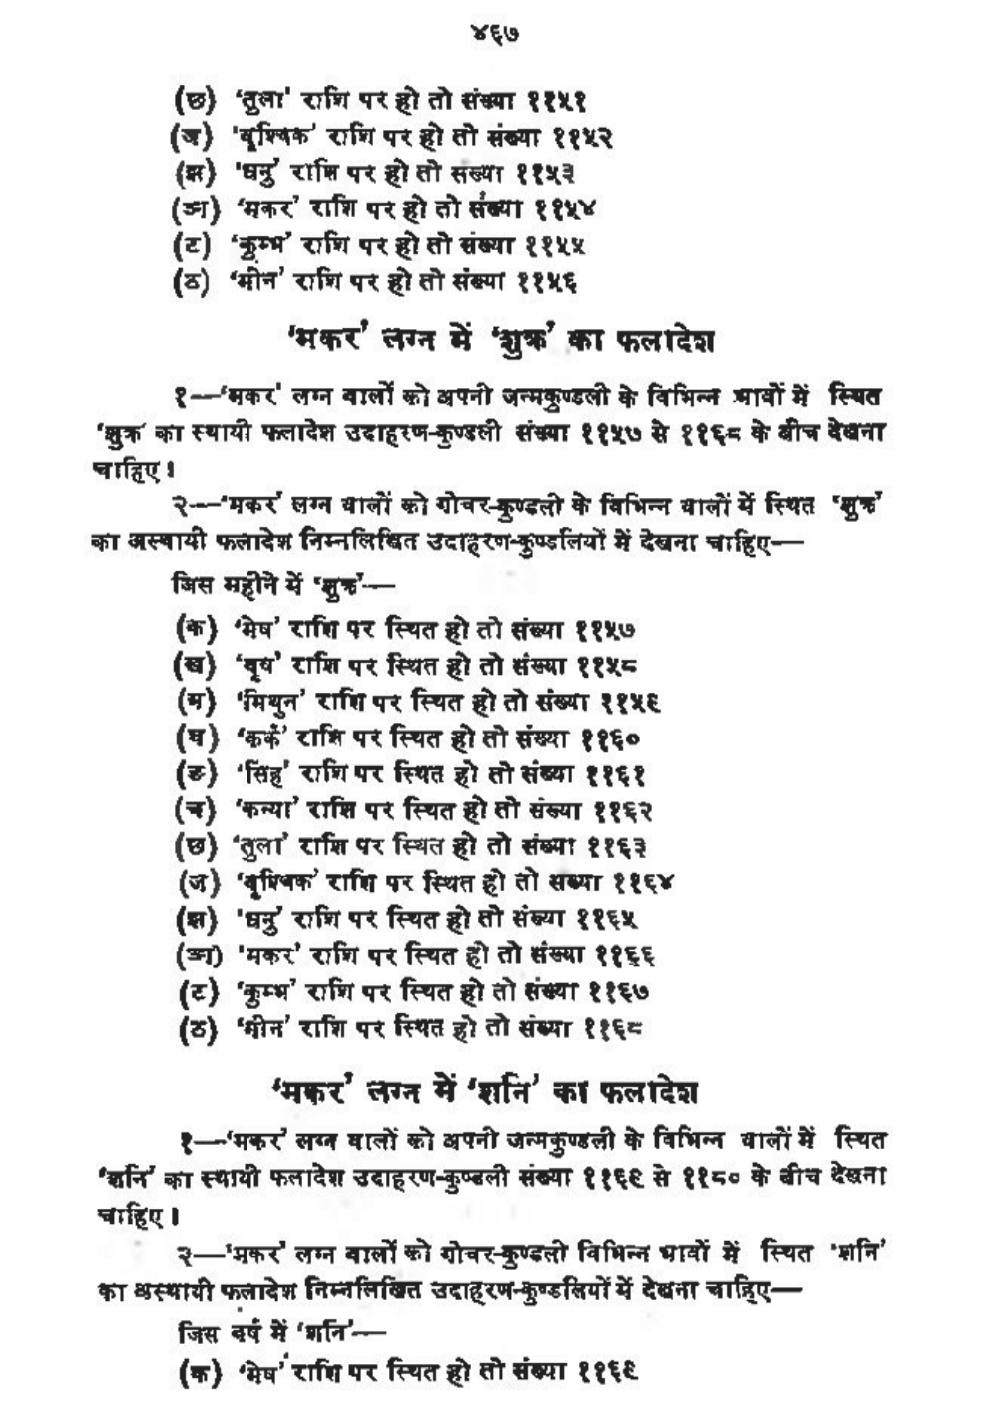 ४६७
(छ) 'तुला' राशि पर हो तो संख्या ११५१
(ज) 'वृश्चिक' राशि पर हो तो संख्या ११५२
(झ) 'धनु' राशि पर हो तो संख्या ११५३
(ञ) 'मकर' राशि पर हो तो संख्या ११५४
(ट) 'कुम्भ' राशि पर हो तो संख्या ११५५
(ठ) 'मीन' राशि पर हो तो संख्या ११५६
'मकर' लग्न में 'शुक्र' का फलादेश
१—'मकर' लग्न वालों को अपनी जन्मकुण्डली के विभिन्न भावों में स्थित
'शुक्र' का स्थायी फलादेश उदाहरण-कुण्डली संख्या ११५७ से ११६८ के बीच देखना
चाहिए।
२—'मकर' लग्न वालों को गोचर-कुण्डली के विभिन्न वालों में स्थित 'शुक्र'
का अस्थायी फलादेश निम्नलिखित उदाहरण-कुण्डलियों में देखना चाहिए—
जिस महीने में 'शुक्र'—
(क) 'मेष' राशि पर स्थित हो तो संख्या ११५७
(ख) 'वृष' राशि पर स्थित हो तो संख्या ११५८
(ग) 'मिथुन' राशि पर स्थित हो तो संख्या ११५९
(घ) 'कर्क' राशि पर स्थित हो तो संख्या ११६०
(ङ) 'सिंह' राशि पर स्थित हो तो संख्या ११६१
(च) 'कन्या' राशि पर स्थित हो तो संख्या ११६२
(छ) 'तुला' राशि पर स्थित हो तो संख्या ११६३
(ज) 'वृश्चिक' राशि पर स्थित हो तो संख्या ११६४
(झ) 'धनु' राशि पर स्थित हो तो संख्या ११६५
(ञ) 'मकर' राशि पर स्थित हो तो संख्या ११६६
(ट) 'कुम्भ' राशि पर स्थित हो तो संख्या ११६७
(ठ) 'मीन' राशि पर स्थित हो तो संख्या ११६८
'मकर' लग्न में 'शनि' का फलादेश
१—'मकर' लग्न वालों को अपनी जन्मकुण्डली के विभिन्न वालों में स्थित
'शनि' का स्थायी फलादेश उदाहरण-कुण्डली संख्या ११६९ से ११८० के बीच देखना
चाहिए।
२—'मकर' लग्न वालों को गोचर-कुण्डली विभिन्न भावों में स्थित 'शनि'
का अस्थायी फलादेश निम्नलिखित उदाहरण-कुण्डलियों में देखना चाहिए—
जिस वर्ष में 'शनि'—
(क) 'मेष' राशि पर स्थित हो तो संख्या ११६९